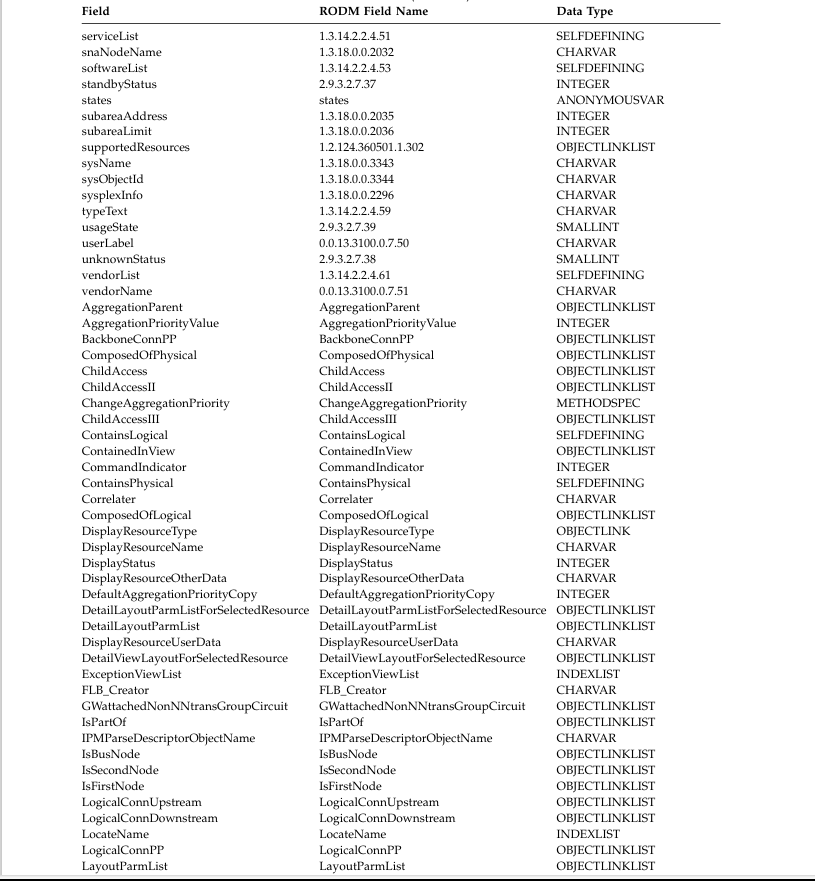 Field RODM Field Name Data Type
serviceList 1.3.14.2.2.4.51 SELFDEFINING
snaNodeName 1.3.18.0.0.2032 CHARVAR
softwareList 1.3.14.2.2.4.53 SELFDEFINING
standbyStatus 2.9.3.2.7.37 INTEGER
states states ANONYMOUSVAR
subareaAddress 1.3.18.0.0.2035 INTEGER
subareaLimit 1.3.18.0.0.2036 INTEGER
supportedResources 1.2.124.360501.1.302 OBJECTLINKLIST
sysName 1.3.18.0.0.3343 CHARVAR
sysObjectId 1.3.18.0.0.3344 CHARVAR
sysplexInfo 1.3.18.0.0.2296 CHARVAR
typeText 1.3.14.2.2.4.59 CHARVAR
usageState 2.9.3.2.7.39 SMALLINT
userLabel 0.0.13.3100.0.7.50 CHARVAR
unknownStatus 2.9.3.2.7.38 SMALLINT
vendorList 1.3.14.2.2.4.61 SELFDEFINING
vendorName 0.0.13.3100.0.7.51 CHARVAR
AggregationParent AggregationParent OBJECTLINKLIST
AggregationPriorityValue AggregationPriorityValue INTEGER
BackboneConnPP BackboneConnPP OBJECTLINKLIST
ComposedOfPhysical ComposedOfPhysical OBJECTLINKLIST
ChildAccess ChildAccess OBJECTLINKLIST
ChildAccessII ChildAccessII OBJECTLINKLIST
ChangeAggregationPriority ChangeAggregationPriority METHODSPEC
ChildAccessIII ChildAccessIII OBJECTLINKLIST
ContainsLogical ContainsLogical SELFDEFINING
ContainedInView ContainedInView OBJECTLINKLIST
CommandIndicator CommandIndicator INTEGER
ContainsPhysical ContainsPhysical SELFDEFINING
Correlater Correlater CHARVAR
ComposedOfLogical ComposedOfLogical OBJECTLINKLIST
DisplayResourceType DisplayResourceType OBJECTLINK
DisplayResourceName DisplayResourceName CHARVAR
DisplayStatus DisplayStatus INTEGER
DisplayResourceOtherData DisplayResourceOtherData CHARVAR
DefaultAggregationPriorityCopy DefaultAggregationPriorityCopy INTEGER
DetailLayoutParmListForSelectedResource DetailLayoutParmListForSelectedResource OBJECTLINKLIST
DetailLayoutParmList DetailLayoutParmList OBJECTLINKLIST
DisplayResourceUserData DisplayResourceUserData CHARVAR
DetailViewLayoutForSelectedResource DetailViewLayoutForSelectedResource OBJECTLINKLIST
ExceptionViewList ExceptionViewList INDEXLIST
FLB_Creator FLB_Creator CHARVAR
GWattachedNonNNtransGroupCircuit GWattachedNonNNtransGroupCircuit OBJECTLINKLIST
IsPartOf IsPartOf OBJECTLINKLIST
IPMParseDescriptorObjectName IPMParseDescriptorObjectName CHARVAR
IsBusNode IsBusNode OBJECTLINKLIST
IsSecondNode IsSecondNode OBJECTLINKLIST
IsFirstNode IsFirstNode OBJECTLINKLIST
LogicalConnUpstream LogicalConnUpstream OBJECTLINKLIST
LogicalConnDownstream LogicalConnDownstream OBJECTLINKLIST
LocateName LocateName INDEXLIST
LogicalConnPP LogicalConnPP OBJECTLINKLIST
LayoutParmList LayoutParmList OBJECTLINKLIST